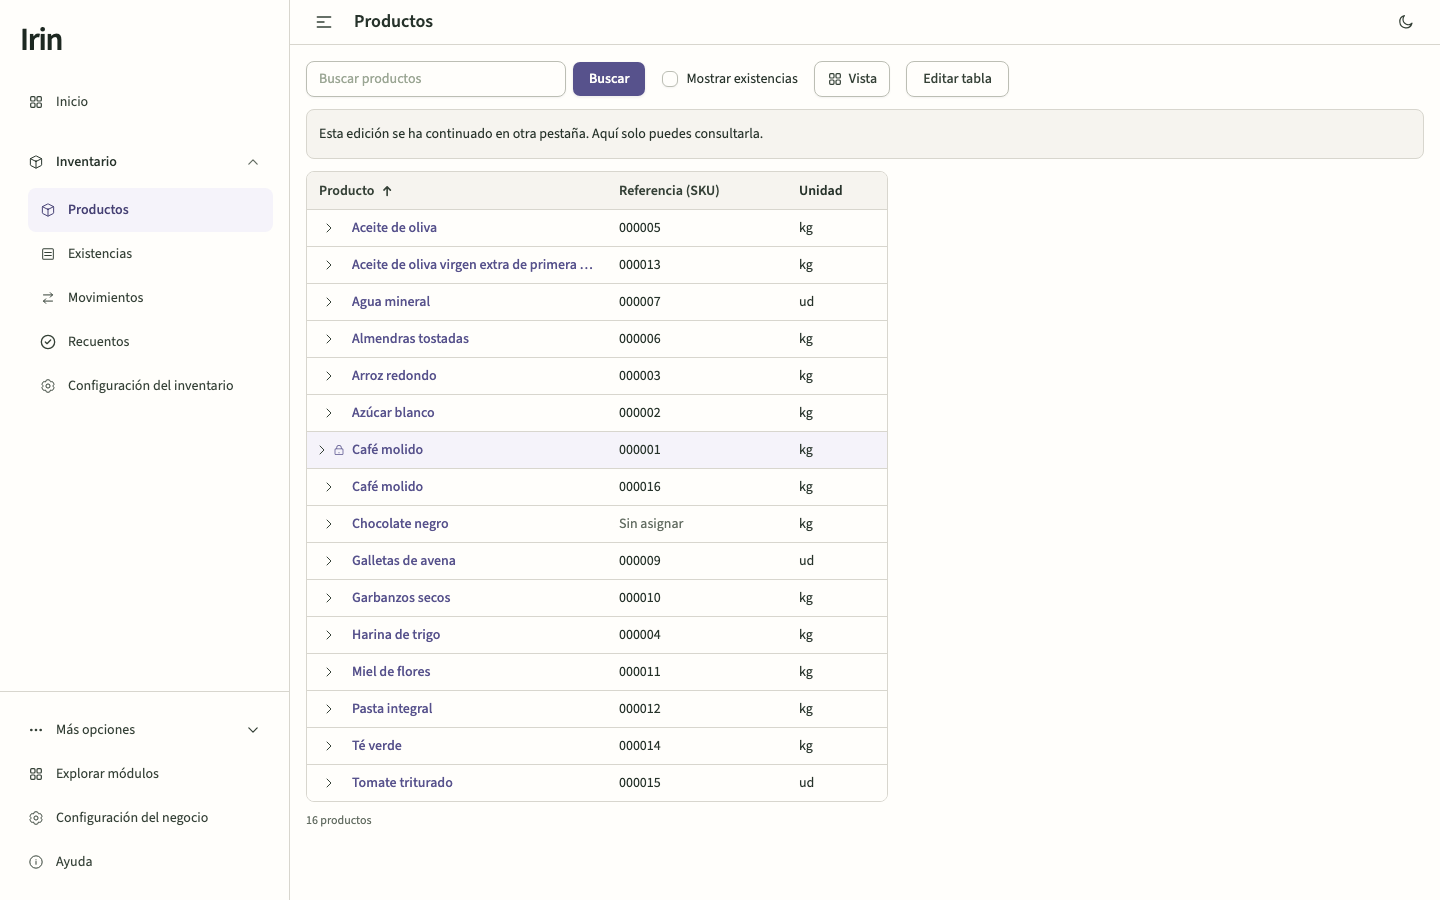 Irin
Productos
Inicio
Inventario
Productos
Existencias
Movimientos
Recuentos
Configuración del inventario
Más opciones
Explorar módulos
Configuración del negocio
Ayuda
Buscar productos Buscar Mostrar existencias Vista Editar tabla
Esta edición se ha continuado en otra pestaña. Aquí solo puedes consultarla.
Producto Referencia (SKU) Unidad
Aceite de oliva 000005 kg
Aceite de oliva virgen extra de primera … 000013 kg
Agua mineral 000007 ud
Almendras tostadas 000006 kg
Arroz redondo 000003 kg
Azúcar blanco 000002 kg
Café molido 000001 kg
Café molido 000016 kg
Chocolate negro Sin asignar kg
Galletas de avena 000009 ud
Garbanzos secos 000010 kg
Harina de trigo 000004 kg
Miel de flores 000011 kg
Pasta integral 000012 kg
Té verde 000014 kg
Tomate triturado 000015 ud
16 productos